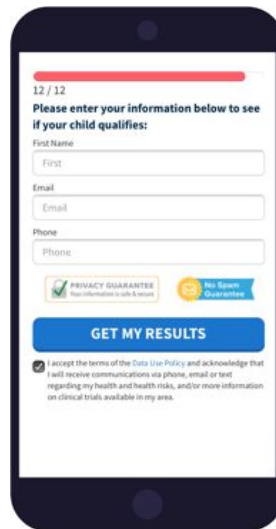 12 / 12
Please enter your information below to see
if your child qualifies:
First Name
First
Email
Email
Phone
Phone
PRIVACY GUARANTEE
Your information is safe & secure
No Spam
Guarantee
GET MY RESULTS
I accept the terms of the Data Use Policy and acknowledge that
I will receive communications via phone, email or text
regarding my health and health risks, and/or more information
on clinical trials available in my area.